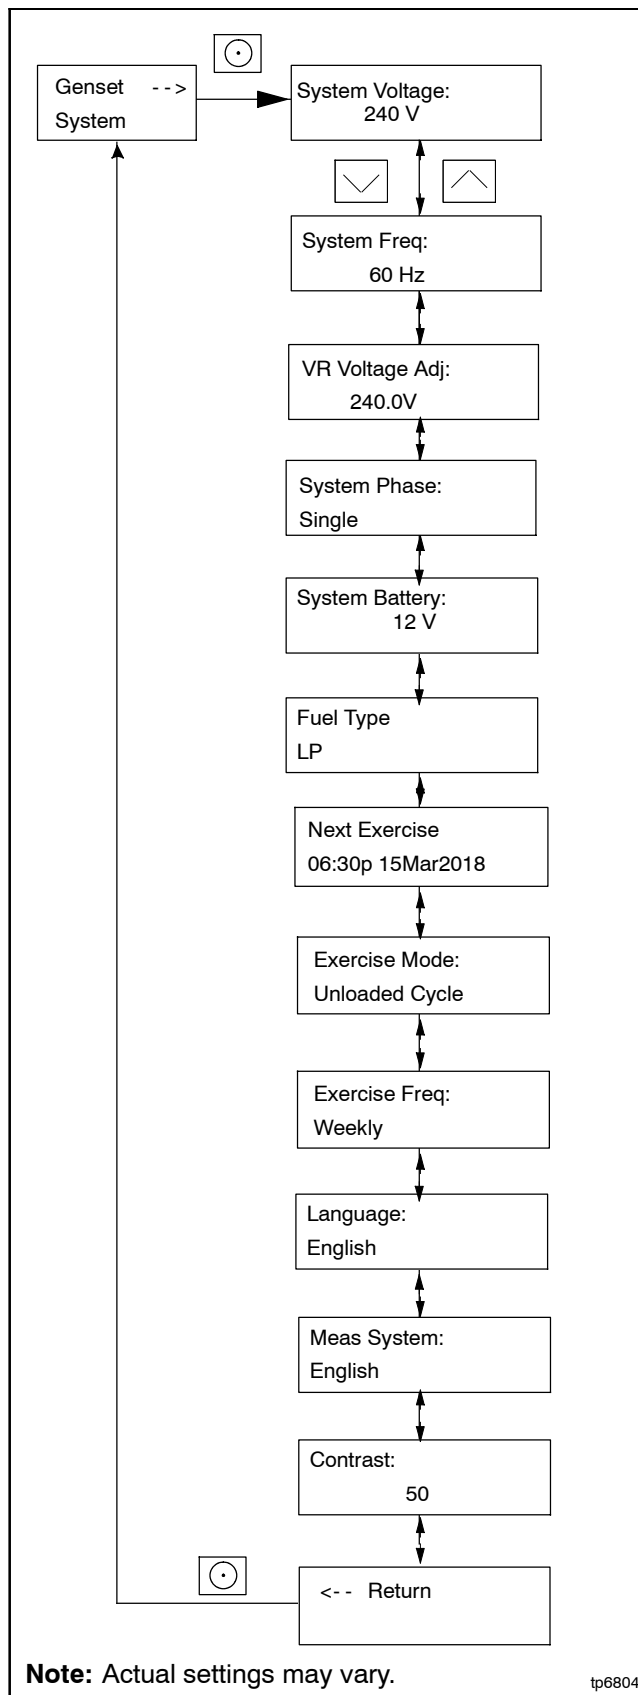 Genset -->
System
System Voltage:
240 V
System Freq:
60 Hz
VR Voltage Adj:
240.0V
System Phase:
Single
System Battery:
12 V
Fuel Type
LP
Next Exercise
06:30p 15Mar2018
Exercise Mode:
Unloaded Cycle
Exercise Freq:
Weekly
Language:
English
Meas System:
English
Contrast:
50
<-- Return
Note: Actual settings may vary.
tp6804